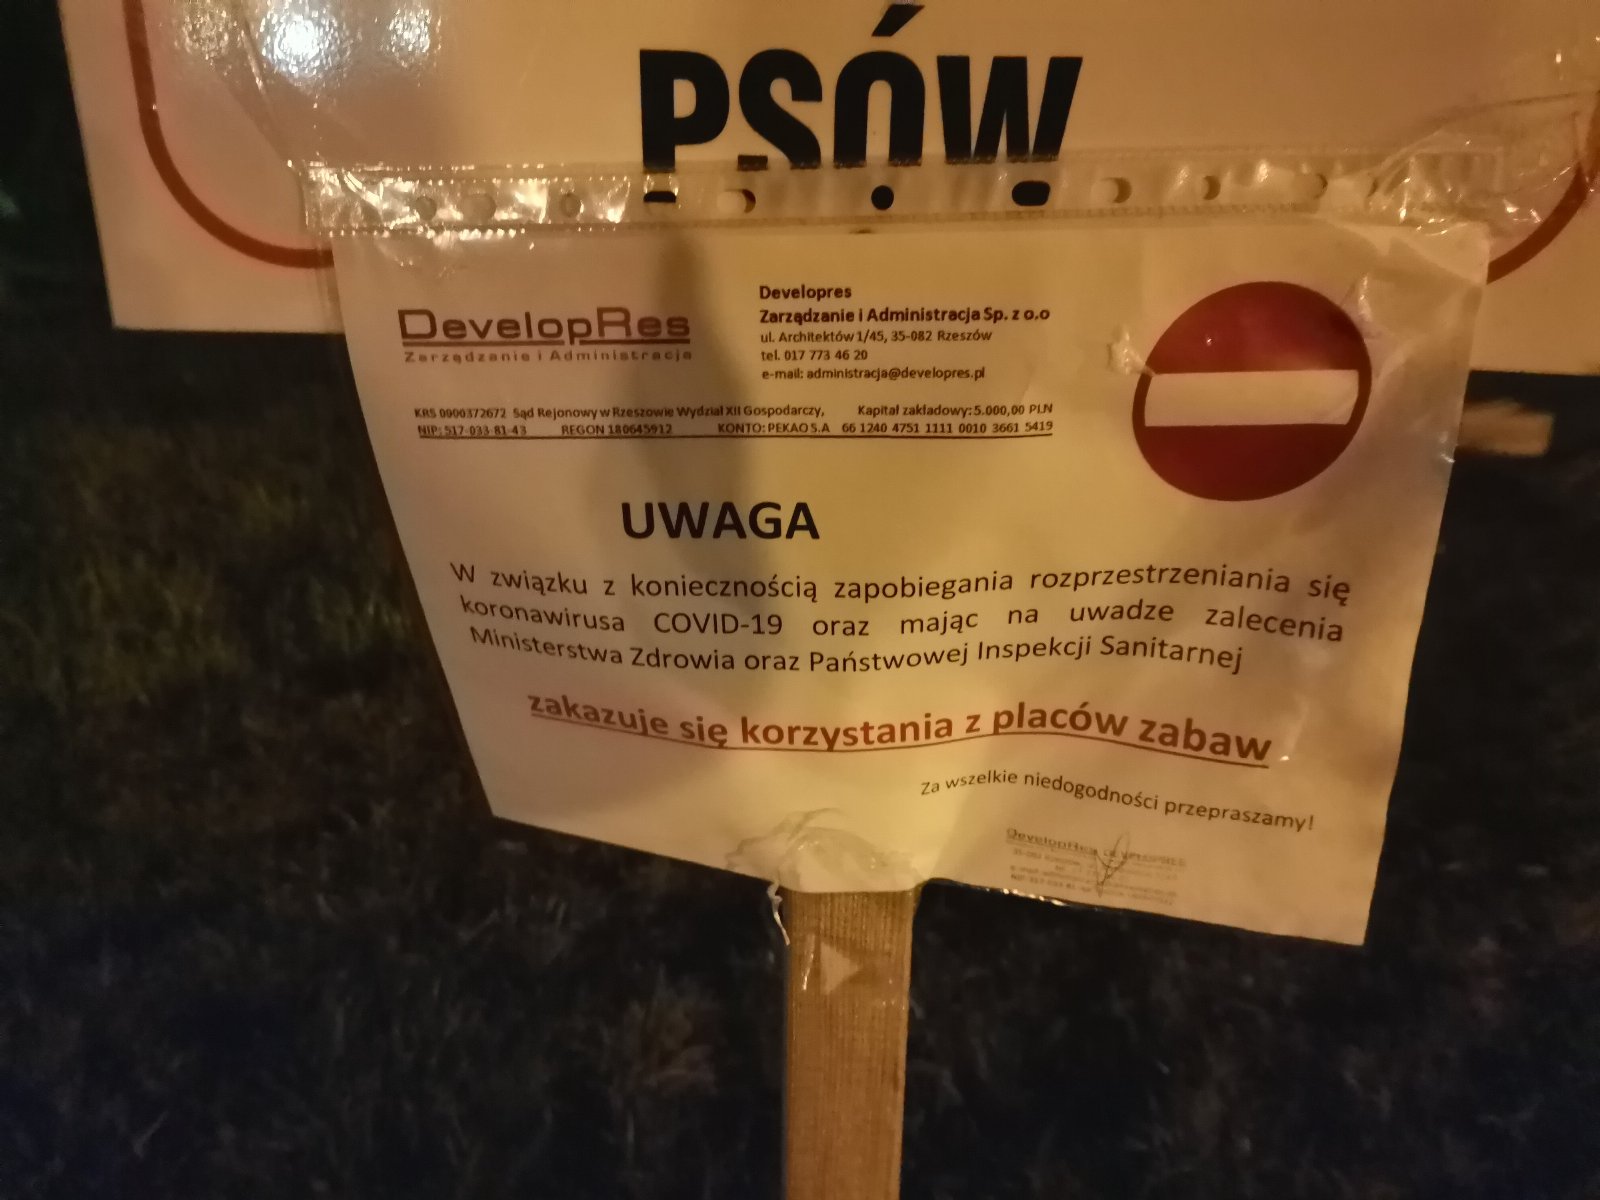 PSÓW
DevelopRes
Zarządzanie i Administracja
Developres
Zarządzanie i Administracja Sp. z o.o
ul. Architektów 1/45, 35-082 Rzeszów
tel. 017 773 46 20
e-mail: administracja@developres.pl
KRS 0000372672 Sąd Rejonowy w Rzeszowie Wydział XII Gospodarczy, Kapitał zakładowy: 5.000,00 PLN
NIP: 517-033-81-43 REGON 180645912 KONTO: PEKAO S.A 66 1240 4751 1111 0010 3661 5419
UWAGA
W związku z koniecznością zapobiegania rozprzestrzeniania się
koronawirusa COVID-19 oraz mając na uwadze zalecenia
Ministerstwa Zdrowia oraz Państwowej Inspekcji Sanitarnej
zakazuje się korzystania z placów zabaw
Za wszelkie niedogodności przepraszamy!
DevelopRes